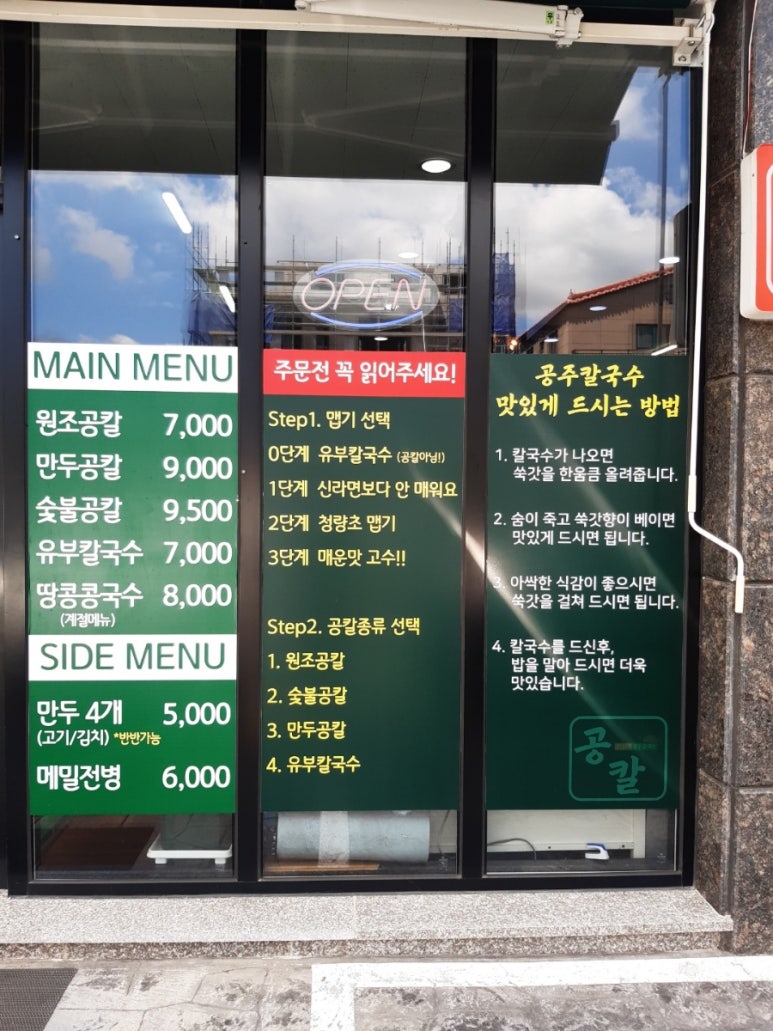 OPEN
MAIN MENU
원조공칼 7,000
만두공칼 9,000
숯불공칼 9,500
유부칼국수 7,000
땅콩콩국수 8,000
(계절메뉴)
SIDE MENU
만두 4개 5,000
(고기/김치) *반반가능
메밀전병 6,000
주문전 꼭 읽어주세요!
Step1. 맵기 선택
0단계 유부칼국수 (공칼아님!)
1단계 신라면보다 안 매워요
2단계 청량초 맵기
3단계 매운맛 고수!!
Step2. 공칼종류 선택
1. 원조공칼
2. 숯불공칼
3. 만두공칼
4. 유부칼국수
공주칼국수
맛있게 드시는 방법
1. 칼국수가 나오면
쑥갓을 한움큼 올려줍니다.
2. 숨이 죽고 쑥갓향이 베이면
맛있게 드시면 됩니다.
3. 아싹한 식감이 좋으시면
쑥갓을 걸쳐 드시면 됩니다.
4. 칼국수를 드신후,
밥을 말아 드시면 더욱
맛있습니다.
공
칼